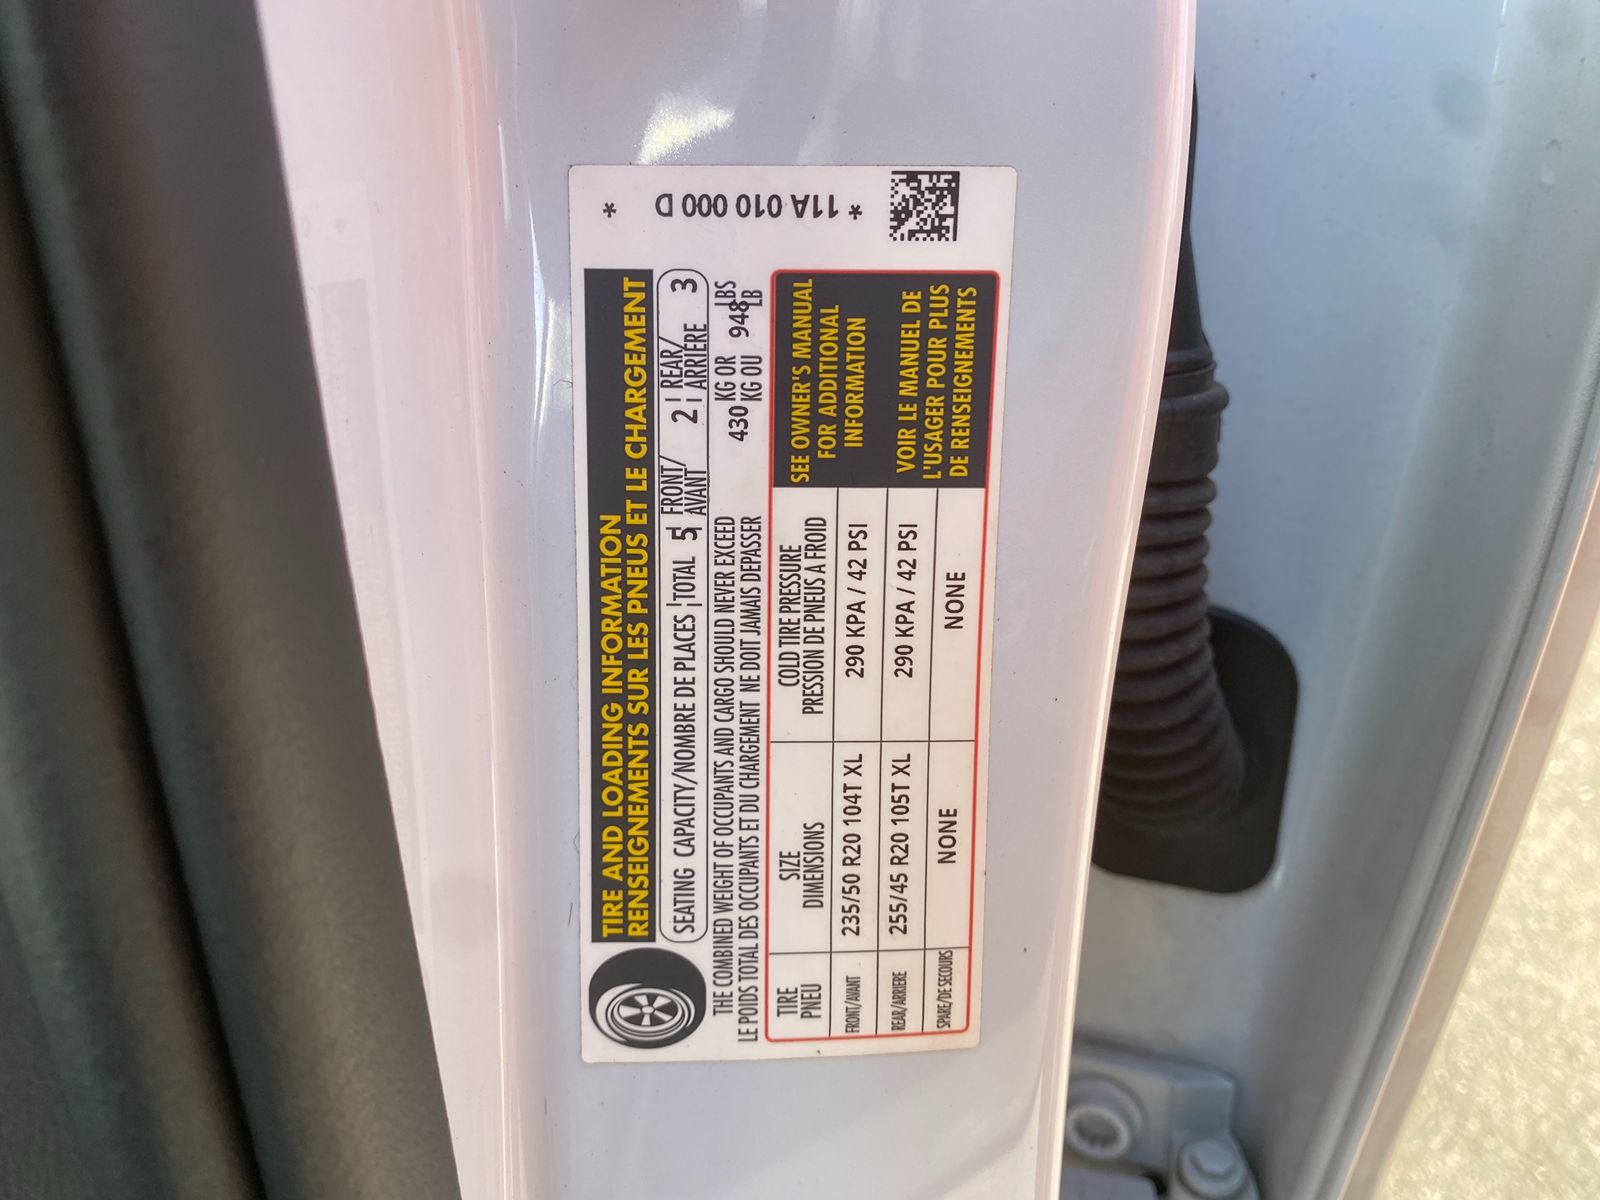 TIRE AND LOADING INFORMATION
RENSEIGNEMENTS SUR LES PNEUS ET LE CHARGEMENT
SEATING CAPACITY/NOMBRE DE PLACES TOTAL 5 FRONT/AVANT 2 REAR/ARRIERE 3
THE COMBINED WEIGHT OF OCCUPANTS AND CARGO SHOULD NEVER EXCEED 430 KG OR 948 LBS
LE POIDS TOTAL DES OCCUPANTS ET DU CHARGEMENT NE DOIT JAMAIS DEPASSER KG OU LB
TIRE SIZE COLD TIRE PRESSURE
PNEU DIMENSIONS PRESSION DE PNEUS A FROID
FRONT/AVANT 235/50 R20 104T XL 290 KPA / 42 PSI
REAR/ARRIERE 255/45 R20 105T XL 290 KPA / 42 PSI
SPARE/DE SECOURS NONE NONE
SEE OWNER'S MANUAL
FOR ADDITIONAL
INFORMATION
VOIR LE MANUEL DE
L'USAGER POUR PLUS
DE RENSEIGNEMENTS
* 11A 010 000 D *